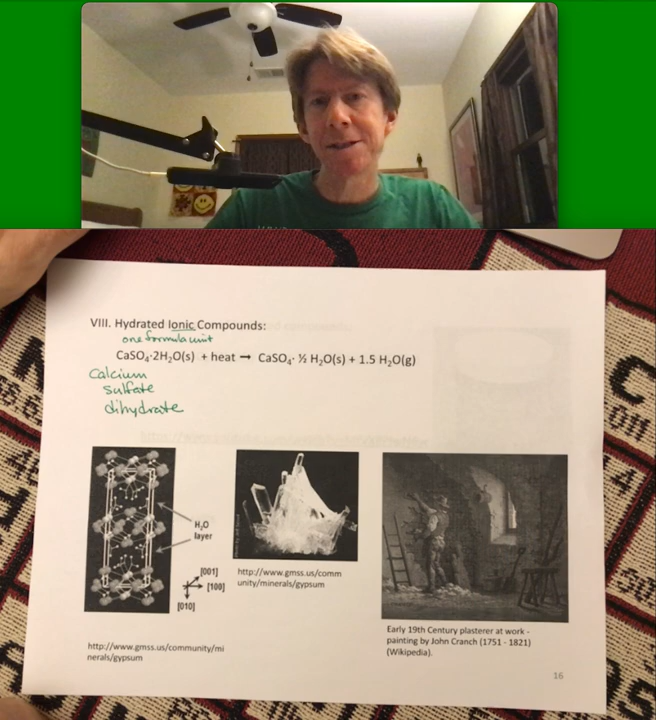 VIII. Hydrated Ionic Compounds:
one formula unit
CaSO₄·2H₂O(s) + heat → CaSO₄· ½ H₂O(s) + 1.5 H₂O(g)
Calcium
sulfate
dihydrate
H₂O
layer
[001]
[100]
[010]
http://www.gmss.us/community/mi
nerals/gypsum
http://www.gmss.us/comm
unity/minerals/gypsum
Early 19th Century plasterer at work -
painting by John Cranch (1751 - 1821)
(Wikipedia).
16